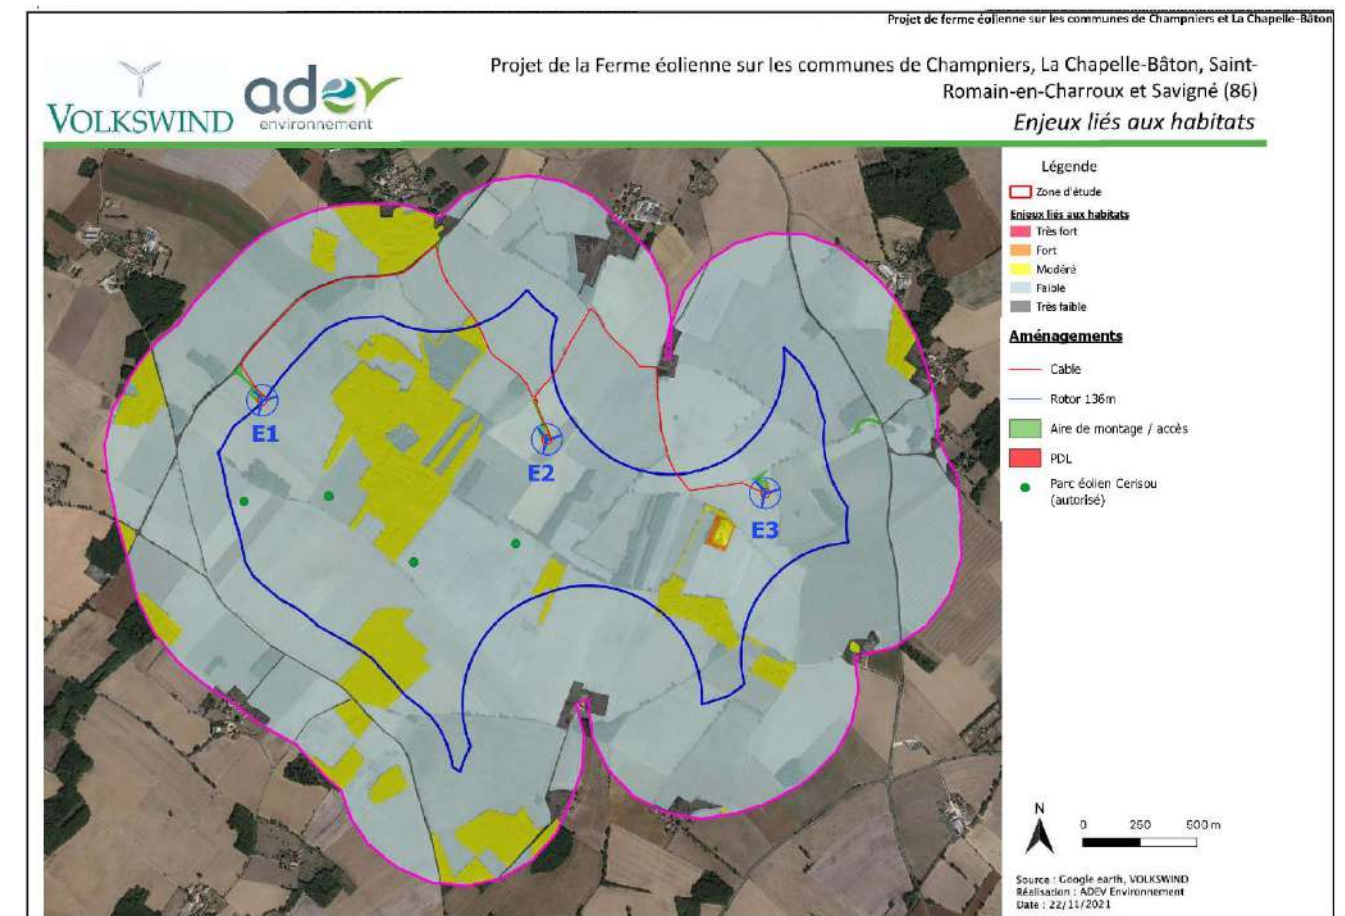 Projet de ferme éolienne sur les communes de Champniers et La Chapelle-Bâton
VOLKSWIND
adev
environnement
Projet de la Ferme éolienne sur les communes de Champniers, La Chapelle-Bâton, Saint-
Romain-en-Charroux et Savigné (86)
Enjeux liés aux habitats
Légende
Zone d'étude
Enjeux liés aux habitats
Très fort
Fort
Modéré
Faible
Très faible
Aménagements
Cable
Rotor 136m
Aire de montage / accès
PDL
Parc éolien Cerisou
(autorisé)
E1
E2
E3
N
0 250 500 m
Source : Google earth, VOLKSWIND
Réalisation : ADEV Environnement
Date : 22/11/2021